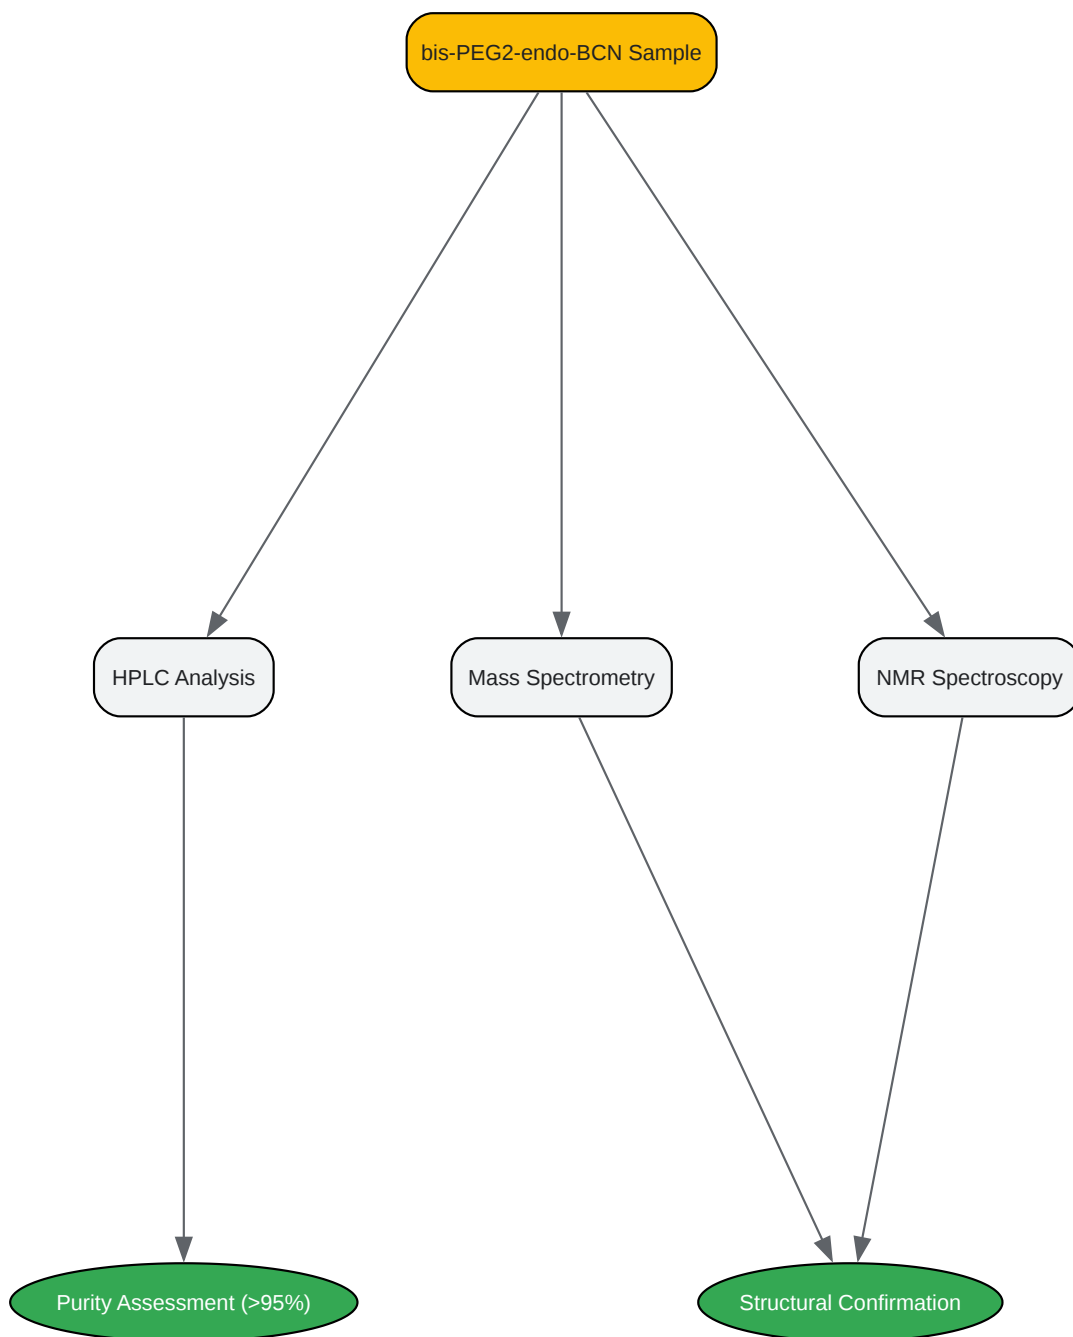 bis-PEG2-endo-BCN Sample
HPLC Analysis
Mass Spectrometry
NMR Spectroscopy
Purity Assessment (>95%)
Structural Confirmation